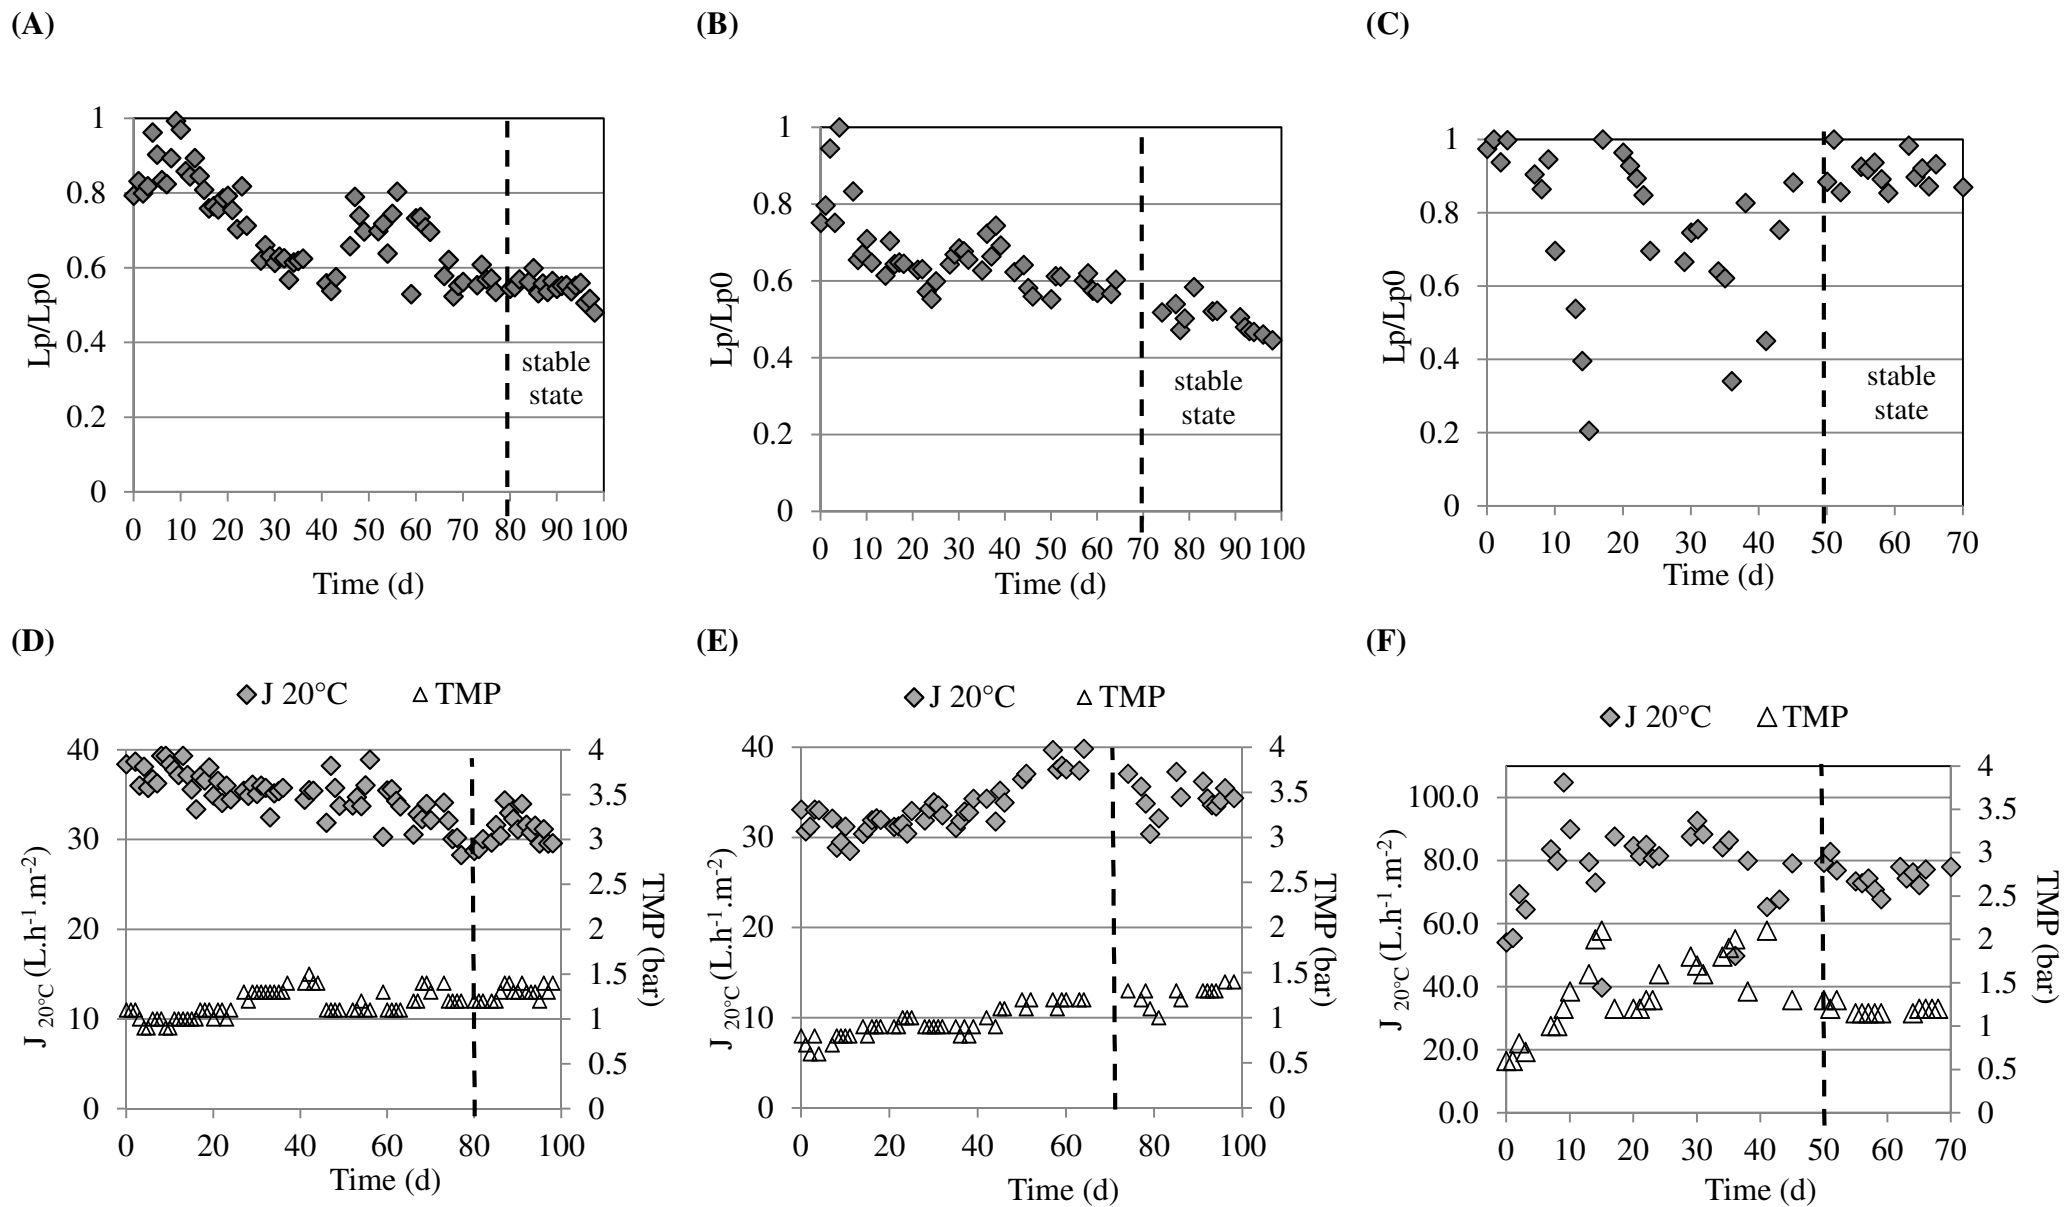 (A)
(B)
(C)
1
0.8
0.6
0.4
0.2
0
Lp/Lp0
stable
state
0 10 20 30 40 50 60 70 80 90 100
Time (d)
1
0.8
0.6
0.4
0.2
0
Lp/Lp0
stable
state
0 10 20 30 40 50 60 70 80 90 100
Time (d)
1
0.8
0.6
0.4
0.2
0
Lp/Lp0
stable
state
0 10 20 30 40 50 60 70
Time (d)
(D)
(E)
(F)
J 20°C TMP
40
30
20
10
0
J 20°C (L.h-1.m-2)
4
3.5
3
2.5
2
1.5
1
0.5
0
TMP (bar)
0 20 40 60 80 100
Time (d)
J 20°C TMP
40
30
20
10
0
J 20°C (L.h-1.m-2)
4
3.5
3
2.5
2
1.5
1
0.5
0
TMP (bar)
0 20 40 60 80 100
Time (d)
J 20°C TMP
100.0
80.0
60.0
40.0
20.0
0.0
J 20°C (L.h-1.m-2)
4
3.5
3
2.5
2
1.5
1
0.5
0
TMP (bar)
0 10 20 30 40 50 60 70
Time (d)